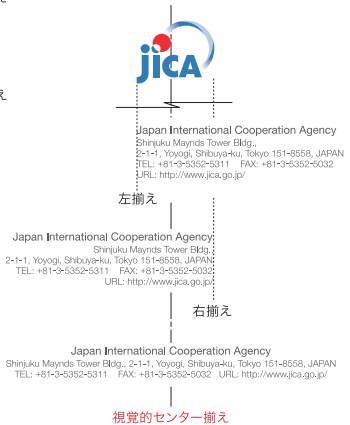 jICA
え
Japan International Cooperation Agency
Shinjuku Maynds Tower Bldg.,
2-1-1, Yoyogi, Shibuya-ku, Tokyo 151-8558, JAPAN
TEL: +81-3-5352-5311 FAX: +81-3-5352-5032
URL: http://www.jica.go.jp/
左揃え
Japan International Cooperation Agency
Shinjuku Maynds Tower Bldg.,
2-1-1, Yoyogi, Shibuya-ku, Tokyo 151-8558, JAPAN
TEL: +81-3-5352-5311 FAX: +81-3-5352-5032
URL: http://www.jica.go.jp/
右揃え
Japan International Cooperation Agency
Shinjuku Maynds Tower Bldg., 2-1-1, Yoyogi, Shibuya-ku, Tokyo 151-8558, JAPAN
TEL: +81-3-5352-5311 FAX: +81-3-5352-5032 URL: http://www.jica.go.jp/
視覚的センター揃え